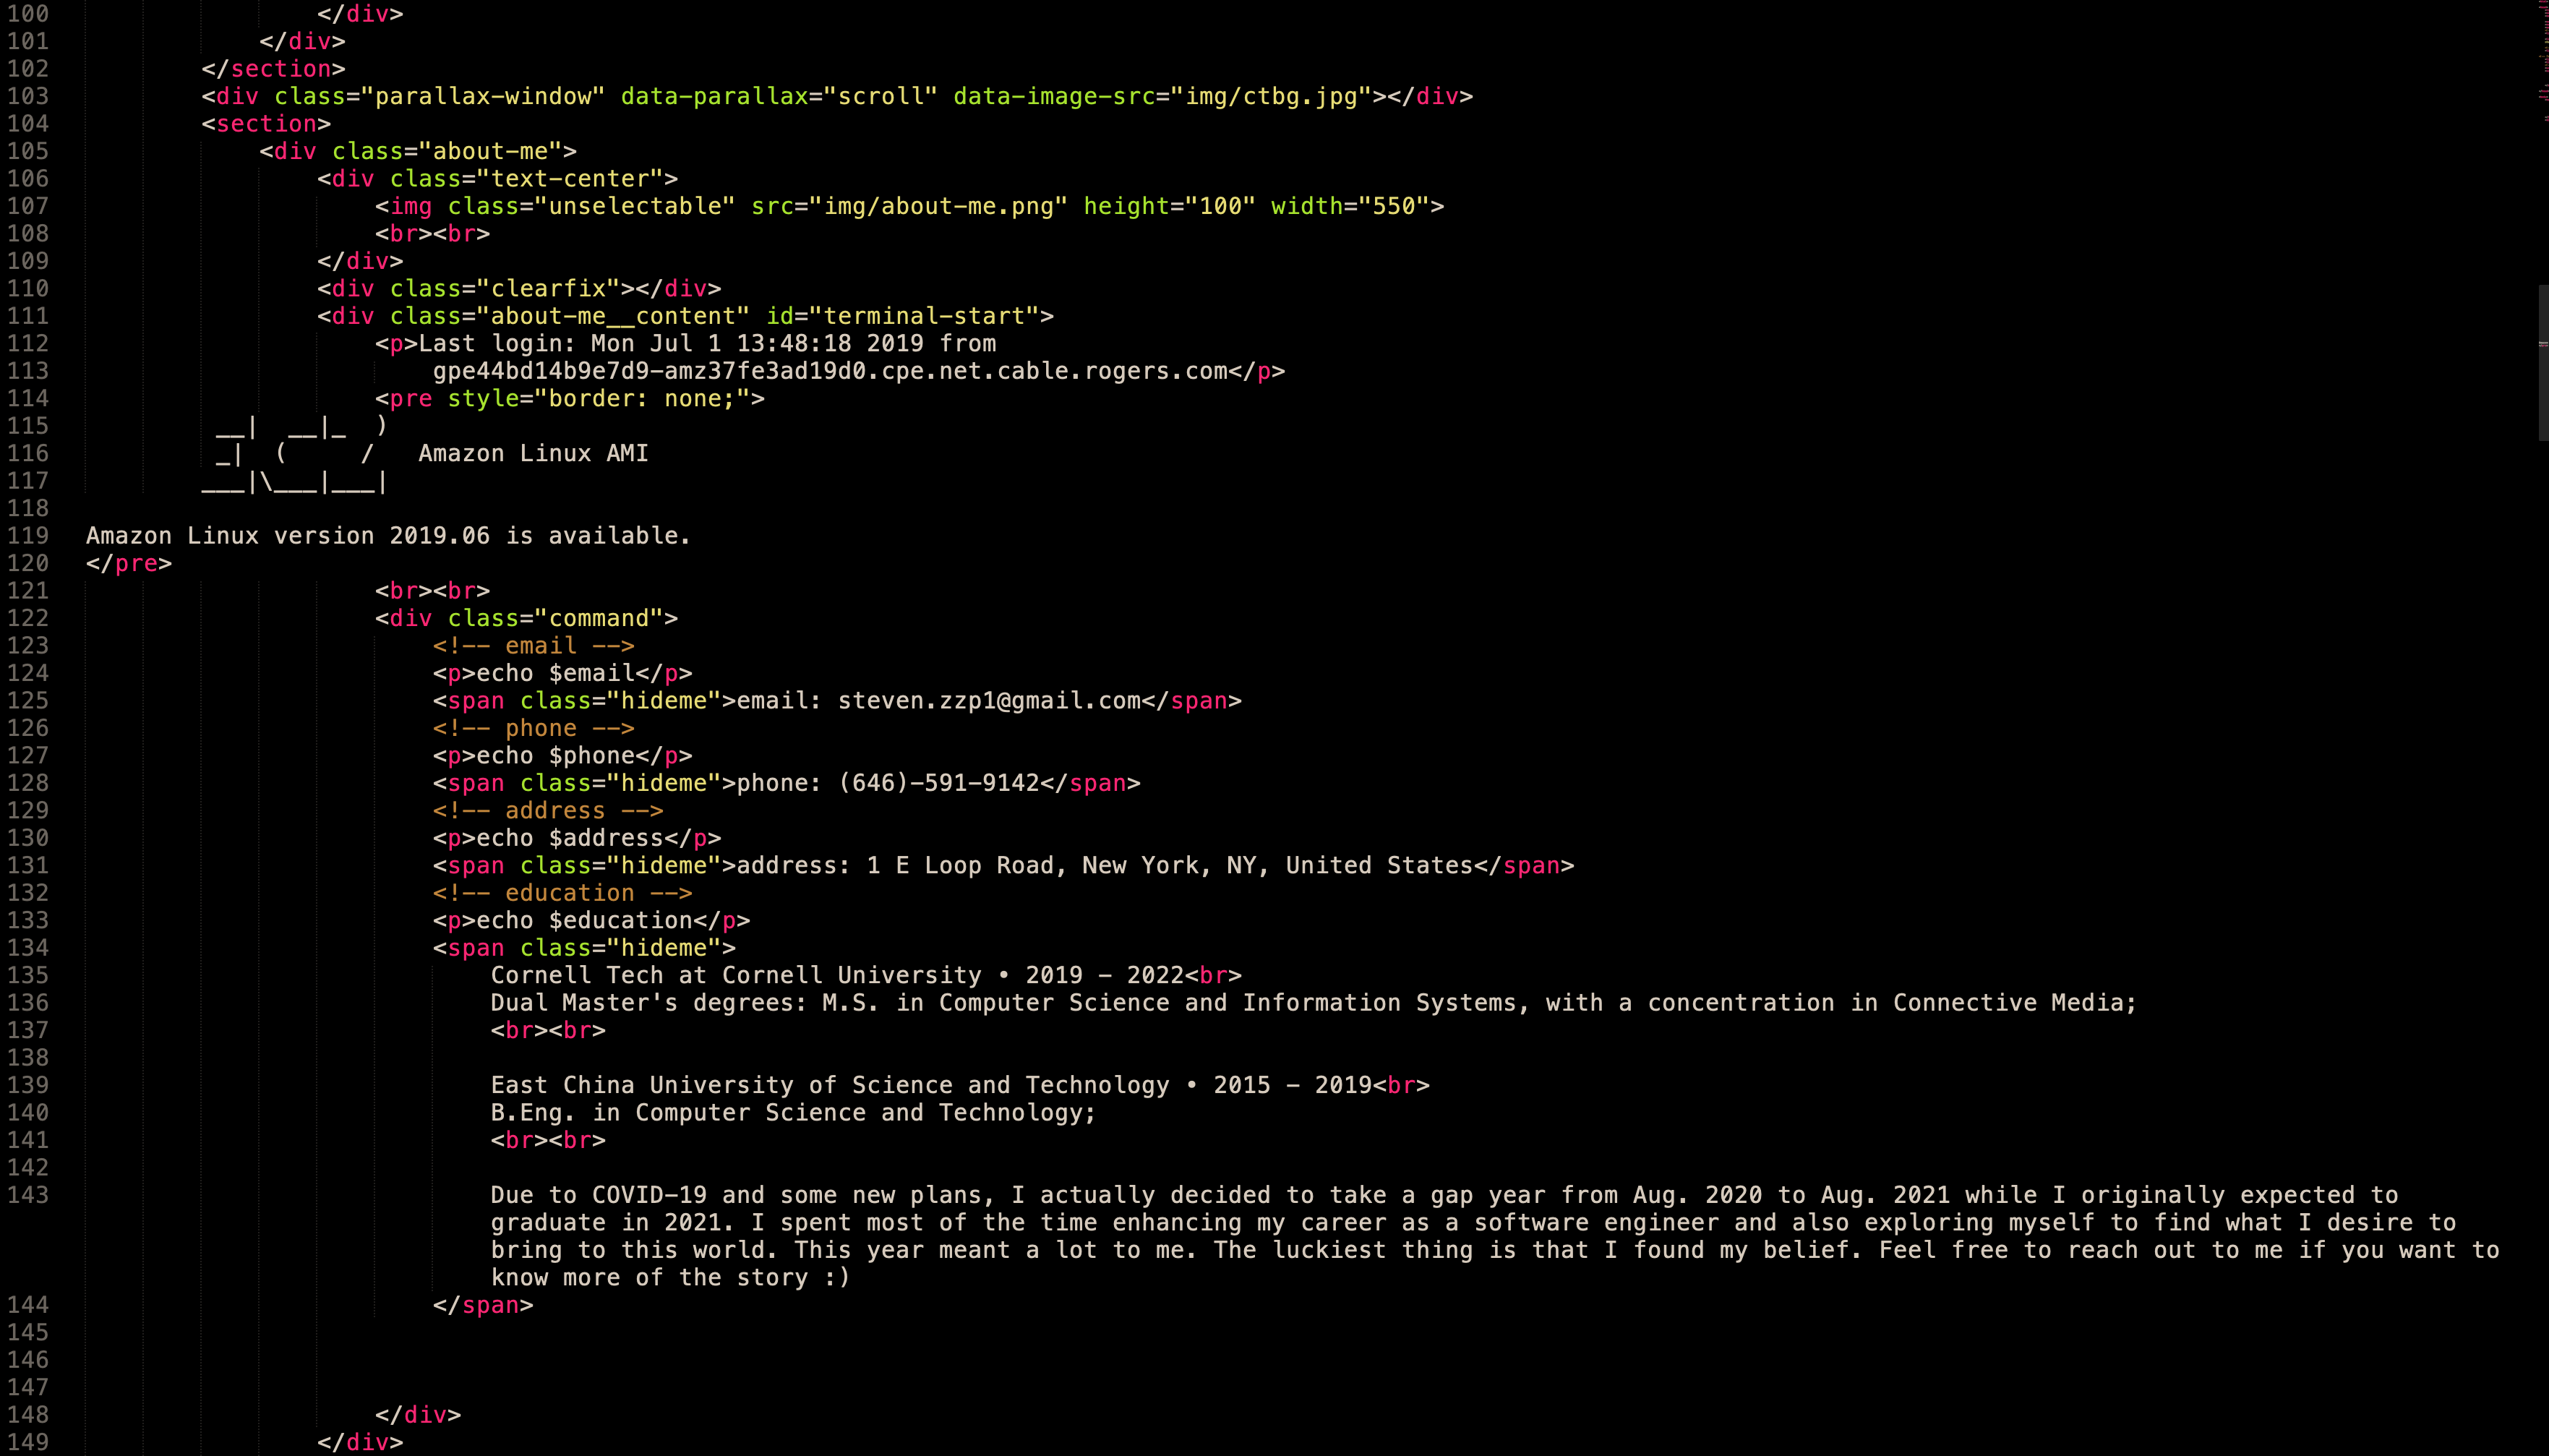 100                 </div>
101             </div>
102         </section>
103         <div class="parallax-window" data-parallax="scroll" data-image-src="img/ctbg.jpg"></div>
104         <section>
105             <div class="about-me">
106                 <div class="text-center">
107                     <img class="unselectable" src="img/about-me.png" height="100" width="550">
108                     <br><br>
109                 </div>
110                 <div class="clearfix"></div>
111                 <div class="about-me__content" id="terminal-start">
112                     <p>Last login: Mon Jul 1 13:48:18 2019 from
113                         gpe44bd14b9e7d9-amz37fe3ad19d0.cpe.net.cable.rogers.com</p>
114                     <pre style="border: none;">
115          __|  __|_  )
116          _|  (     /   Amazon Linux AMI
117         ___|\___|___|
118
119 Amazon Linux version 2019.06 is available.
120 </pre>
121                     <br><br>
122                     <div class="command">
123                         <!-- email -->
124                         <p>echo $email</p>
125                         <span class="hideme">email: steven.zzp1@gmail.com</span>
126                         <!-- phone -->
127                         <p>echo $phone</p>
128                         <span class="hideme">phone: (646)-591-9142</span>
129                         <!-- address -->
130                         <p>echo $address</p>
131                         <span class="hideme">address: 1 E Loop Road, New York, NY, United States</span>
132                         <!-- education -->
133                         <p>echo $education</p>
134                         <span class="hideme">
135                             Cornell Tech at Cornell University • 2019 - 2022<br>
136                             Dual Master's degrees: M.S. in Computer Science and Information Systems, with a concentration in Connective Media;
137                             <br><br>
138
139                             East China University of Science and Technology • 2015 - 2019<br>
140                             B.Eng. in Computer Science and Technology;
141                             <br><br>
142
143                             Due to COVID-19 and some new plans, I actually decided to take a gap year from Aug. 2020 to Aug. 2021 while I originally expected to
                            graduate in 2021. I spent most of the time enhancing my career as a software engineer and also exploring myself to find what I desire to
                            bring to this world. This year meant a lot to me. The luckiest thing is that I found my belief. Feel free to reach out to me if you want to
                            know more of the story :)
144                         </span>
145
146
147
148                     </div>
149                 </div>